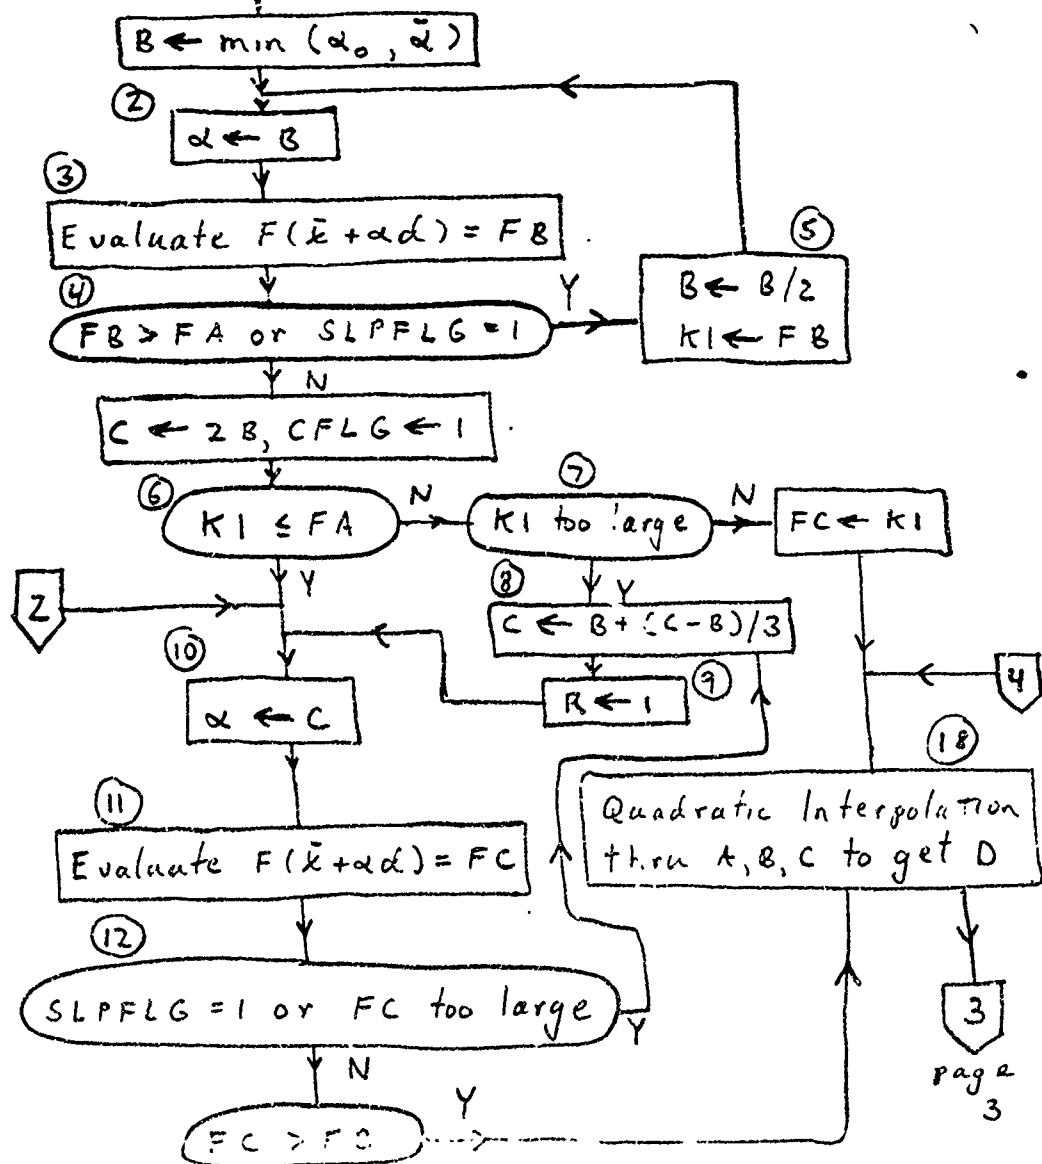 B ← min (α₀, ᾱ)
②
α ← B
③
Evaluate F(x̄ + αd) = FB
④
FB > FA or SLPFLG = 1
Y
⑤
B ← B/2
K1 ← FB
N
C ← 2B, CFLG ← 1
⑥
K1 ≤ FA
N
⑦
K1 too large
N
FC ← K1
Y
2
⑧
Y
C ← B + (C-B)/3
⑨
R ← 1
4
⑩
α ← C
⑱
Quadratic Interpolation
thru A, B, C to get D
⑪
Evaluate F(x̄ + αd) = FC
⑫
SLPFLG = 1 or FC too large
Y
3
page
3
N
FC >
Y